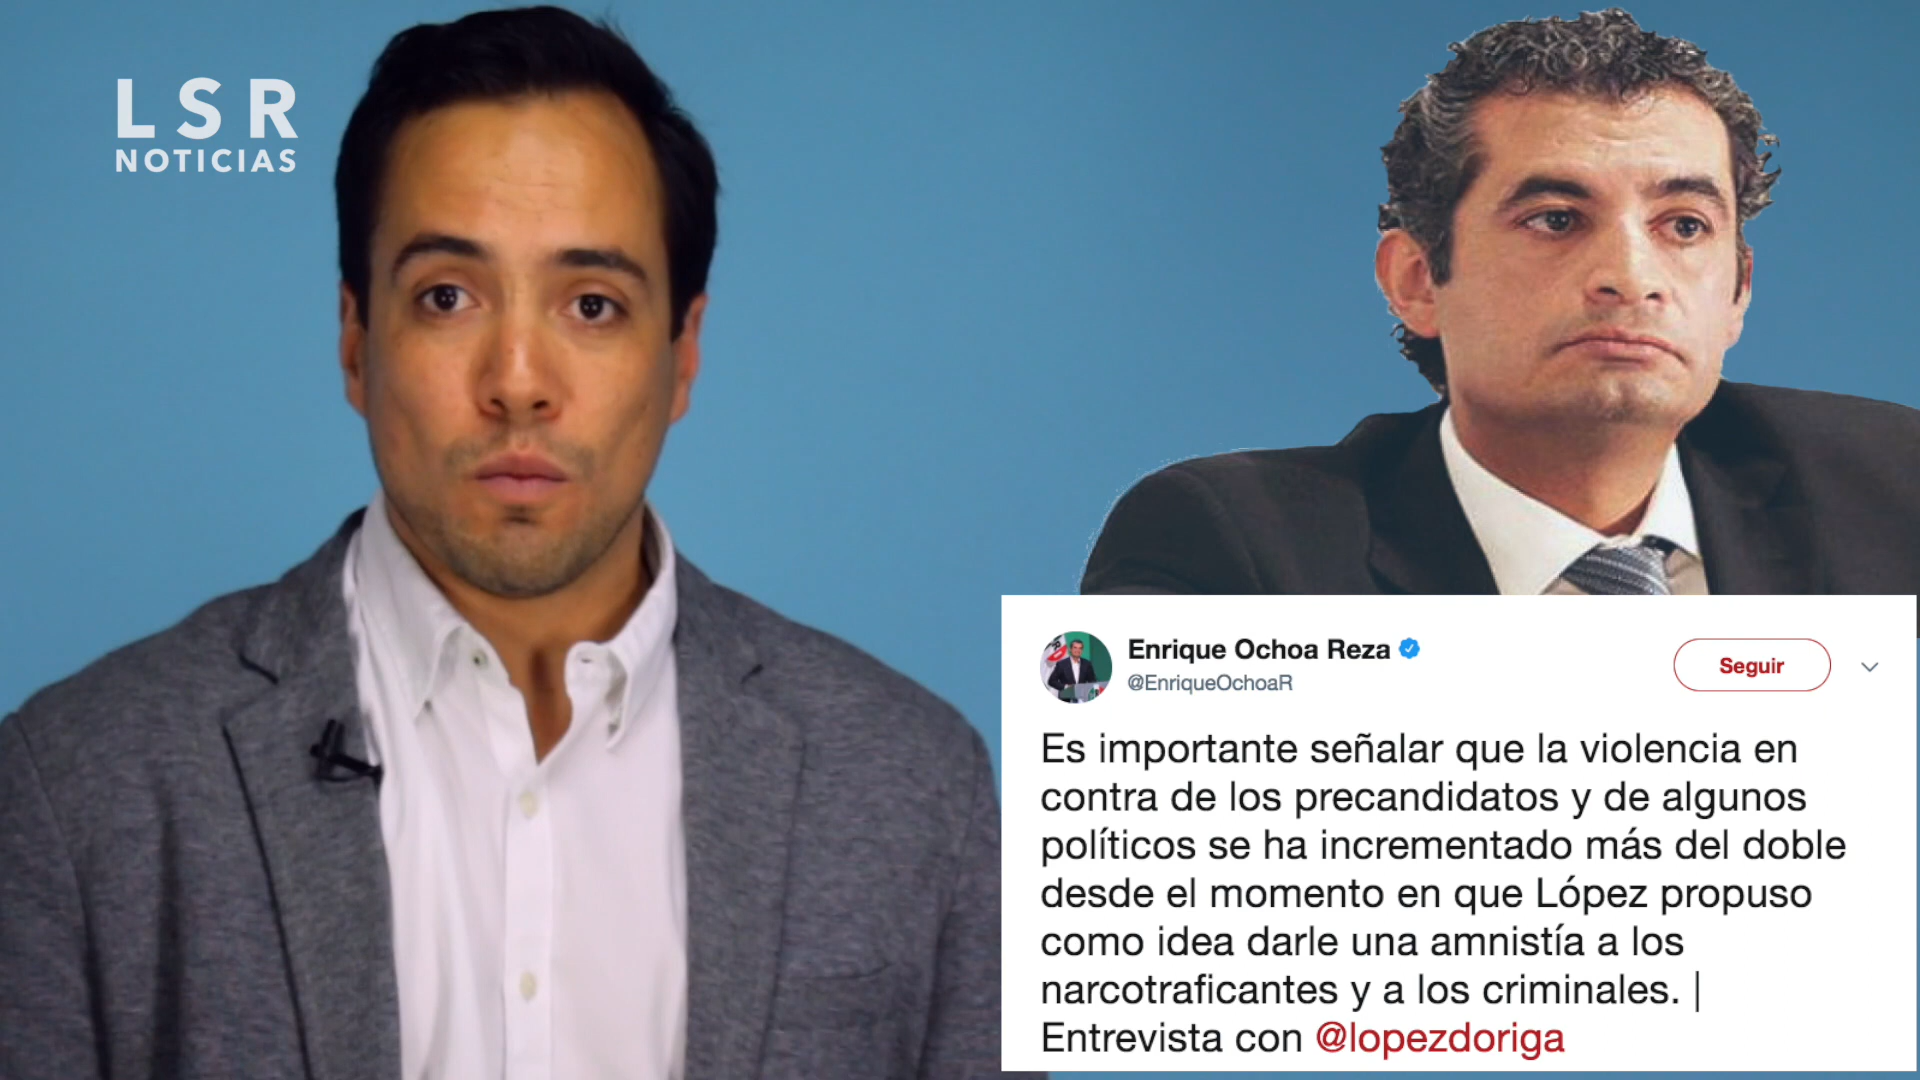 LSR
NOTICIAS
Enrique Ochoa Reza
@EnriqueOchoaR
Seguir
Es importante señalar que la violencia en
contra de los precandidatos y de algunos
políticos se ha incrementado más del doble
desde el momento en que López propuso
como idea darle una amnistía a los
narcotraficantes y a los criminales. |
Entrevista con @lopezdoriga